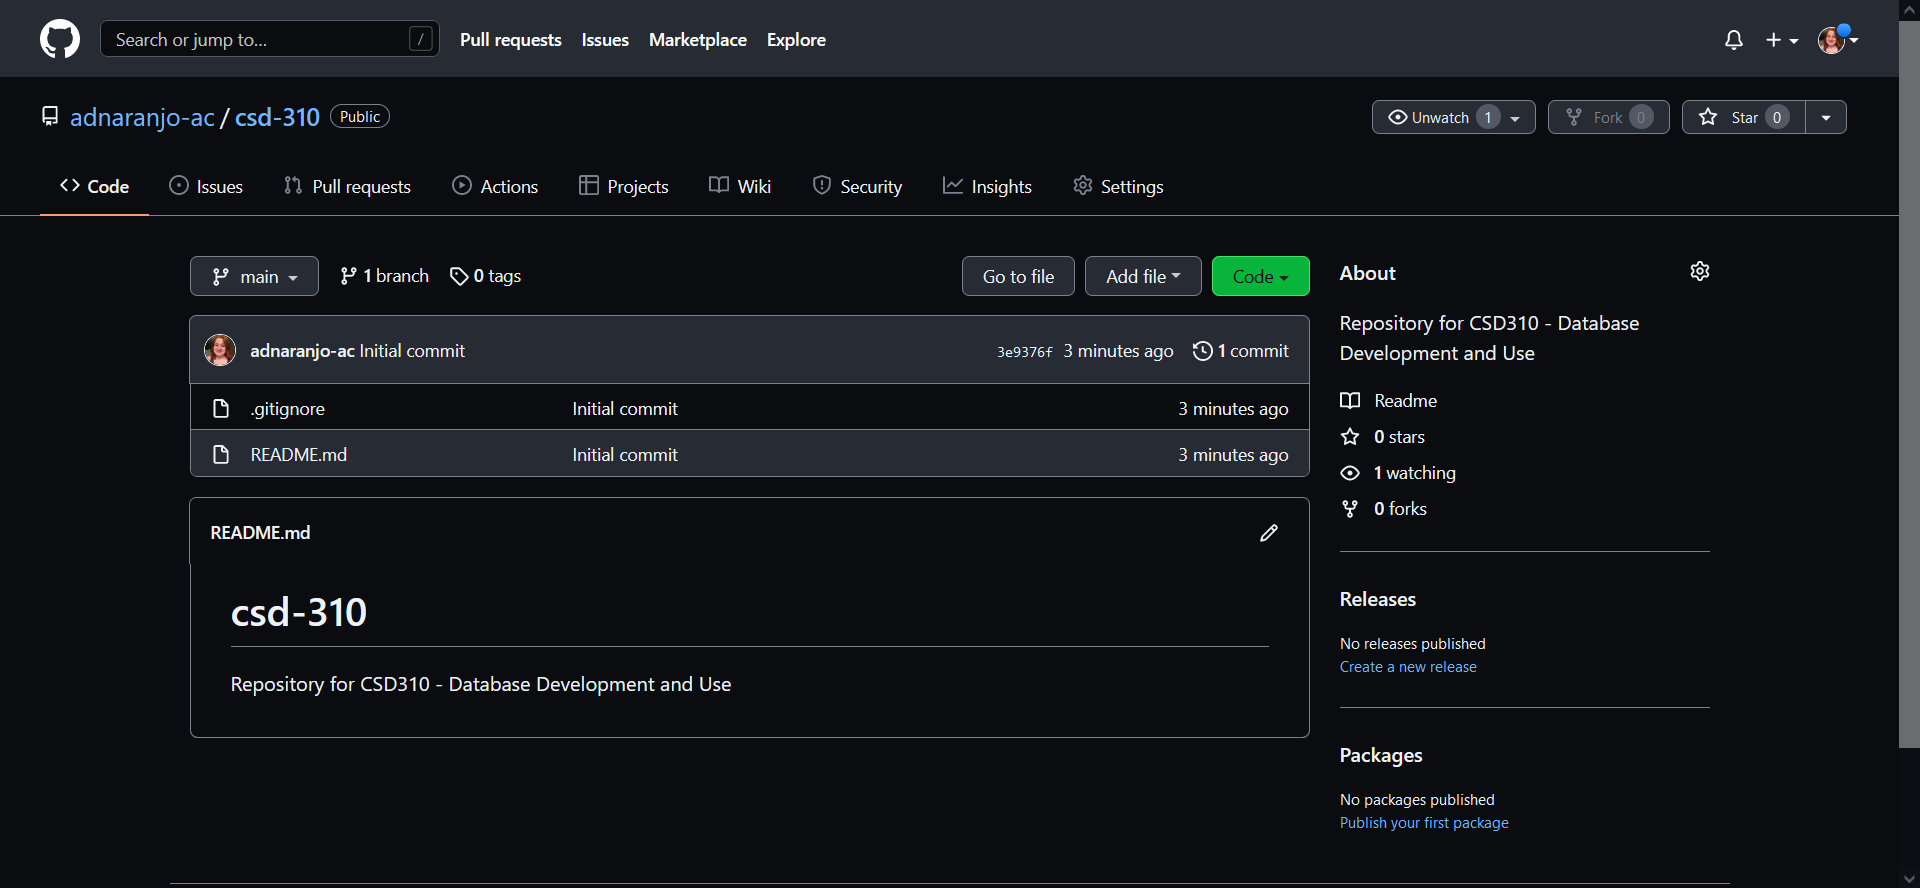 Search or jump to... /
Pull requests Issues Marketplace Explore
adnaranjo-ac / csd-310 Public
Unwatch 1 Fork 0 Star 0
Code Issues Pull requests Actions Projects Wiki Security Insights Settings
main 1 branch 0 tags Go to file Add file Code
adnaranjo-ac Initial commit 3e9376f 3 minutes ago 1 commit
.gitignore Initial commit 3 minutes ago
README.md Initial commit 3 minutes ago
README.md
csd-310
Repository for CSD310 - Database Development and Use
About
Repository for CSD310 - Database
Development and Use
Readme
0 stars
1 watching
0 forks
Releases
No releases published
Create a new release
Packages
No packages published
Publish your first package